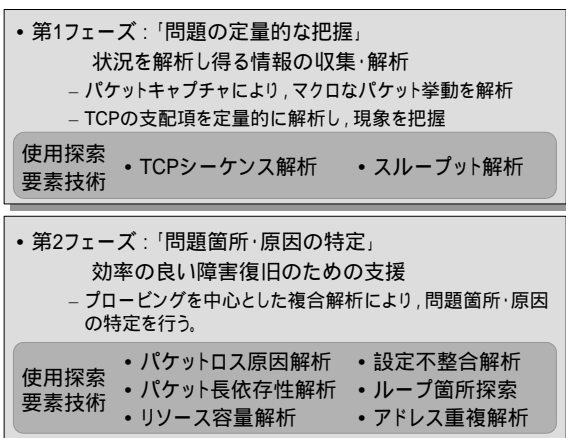 • 第1フェーズ：「問題の定量的な把握」
状況を解析し得る情報の収集・解析
– パケットキャプチャにより，マクロなパケット挙動を解析
– TCPの支配項を定量的に解析し，現象を把握
使用探索
要素技術
• TCPシーケンス解析 • スループット解析
• 第2フェーズ：「問題箇所・原因の特定」
効率の良い障害復旧のための支援
– プロービングを中心とした複合解析により，問題箇所・原因
の特定を行う。
使用探索
要素技術
• パケットロス原因解析 • 設定不整合解析
• パケット長依存性解析 • ループ箇所探索
• リソース容量解析 • アドレス重複解析